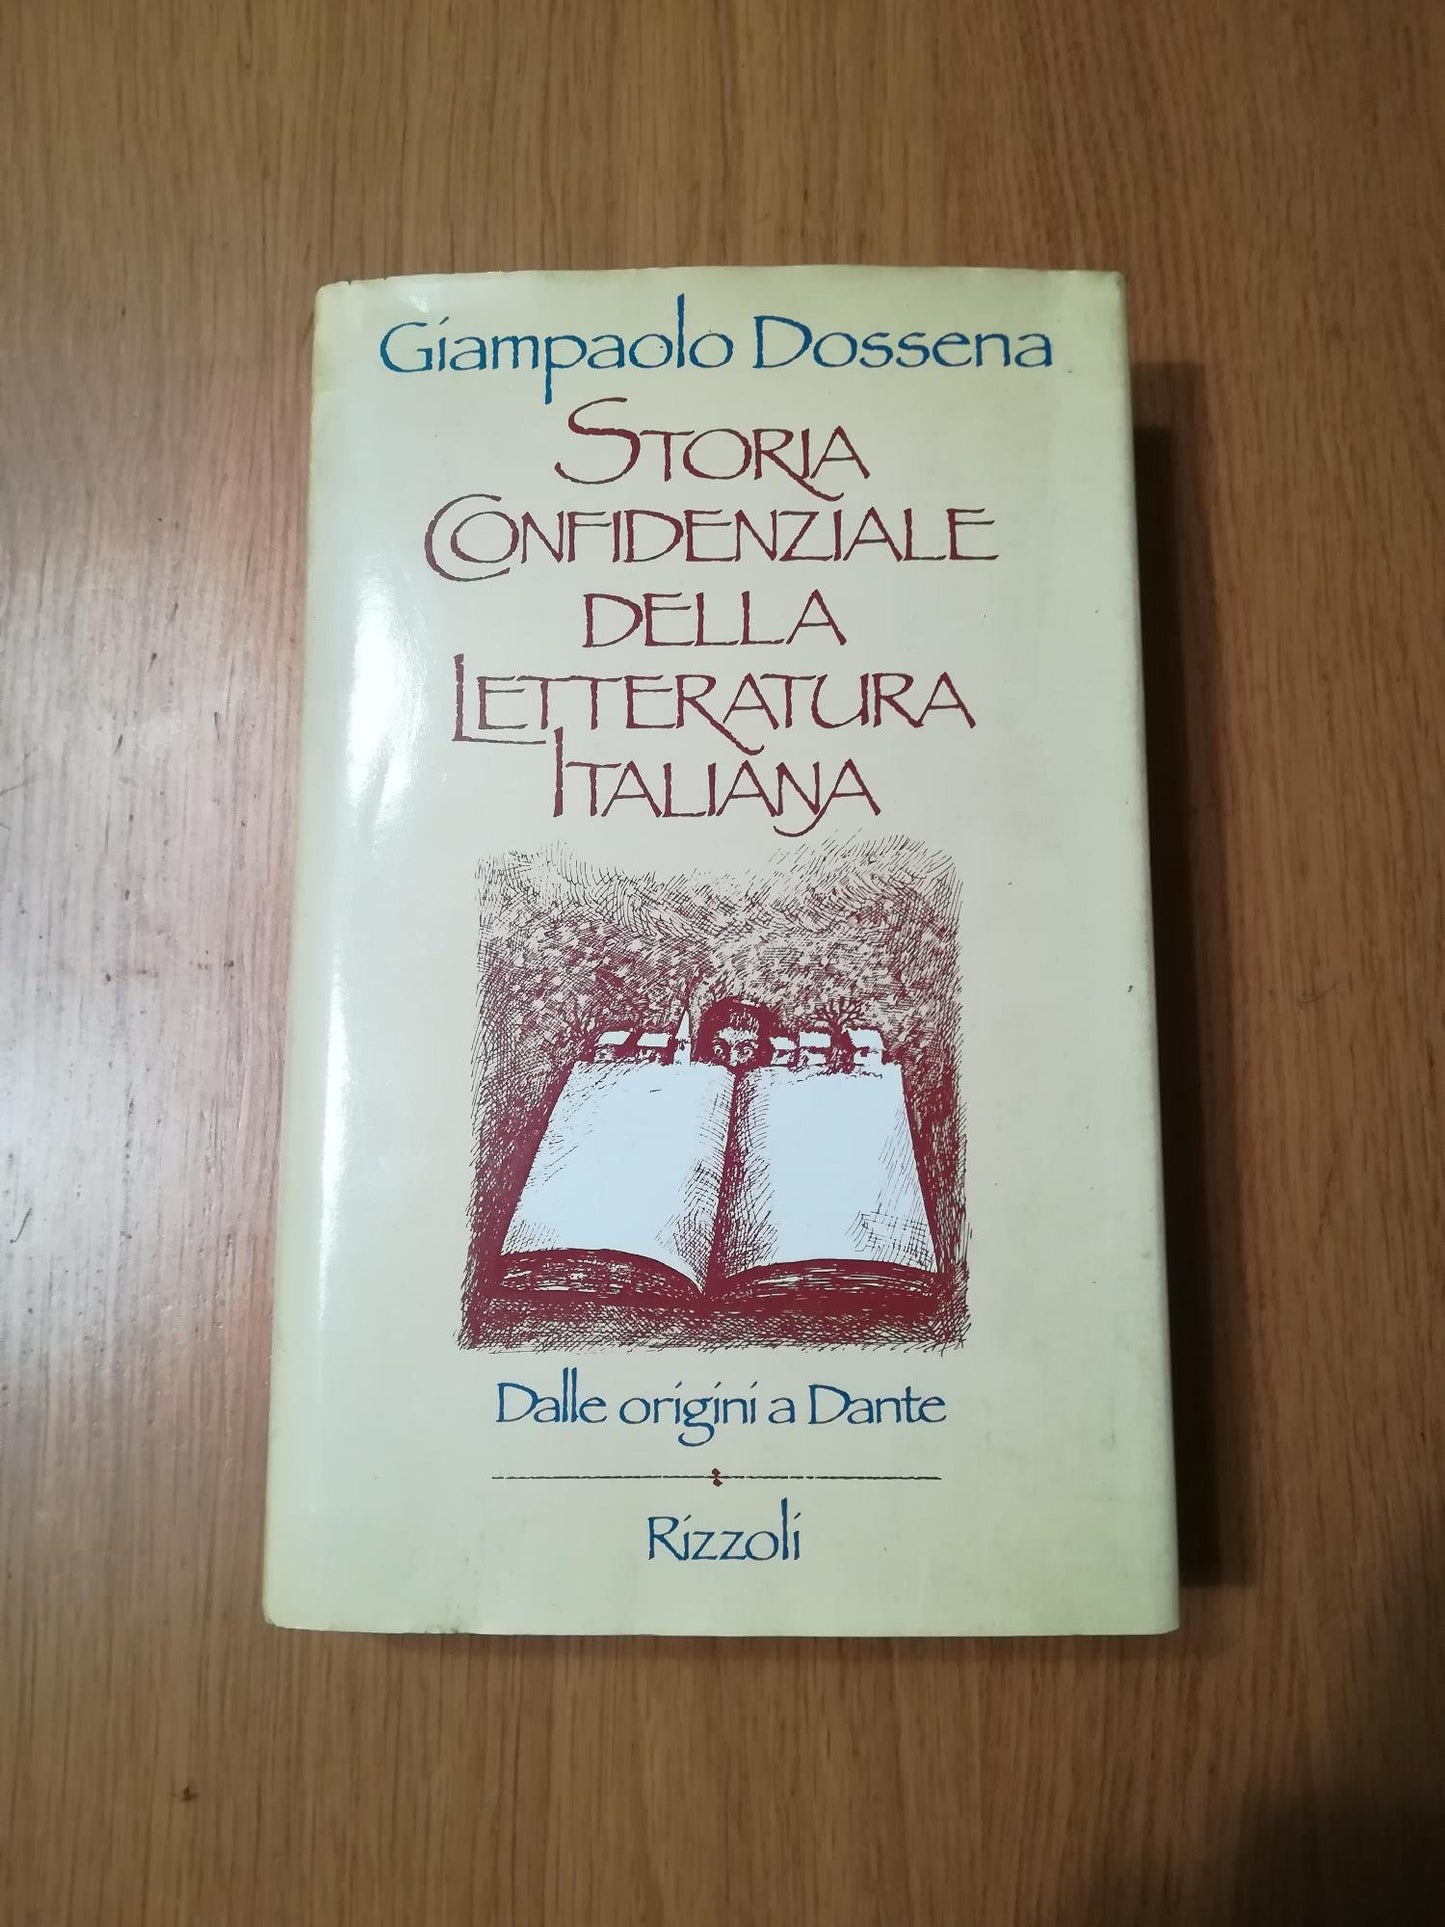 Giampaolo Dossena
STORIA
CONFIDENZIALE
DELLA
LETTERATURA
ITALIANA
Dalle origini a Dante
Rizzoli